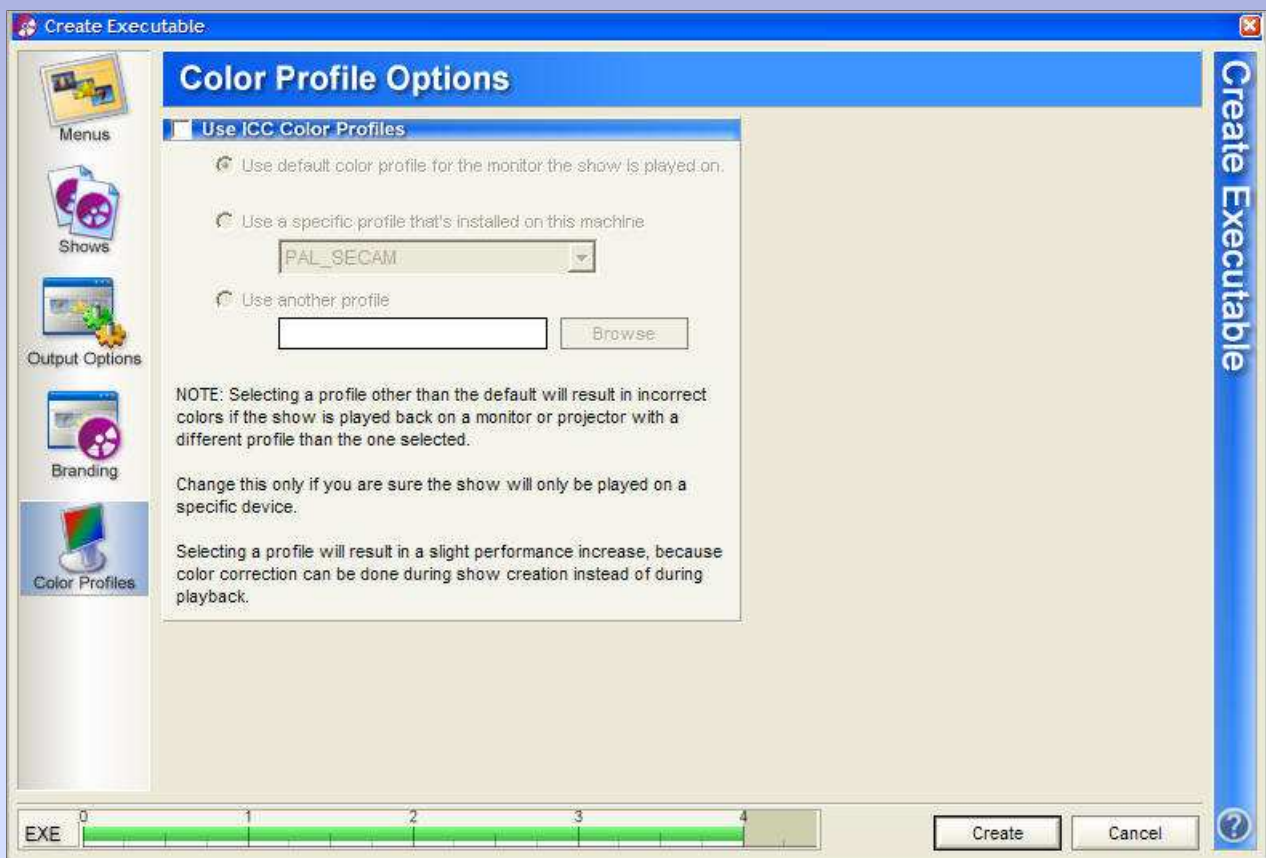 Create Executable
Menus
Shows
Output Options
Branding
Color Profiles
Color Profile Options
Use ICC Color Profiles
Use default color profile for the monitor the show is played on.
Use a specific profile that's installed on this machine
PAL_SECAM
Use another profile
Browse
NOTE: Selecting a profile other than the default will result in incorrect
colors if the show is played back on a monitor or projector with a
different profile than the one selected.
Change this only if you are sure the show will only be played on a
specific device.
Selecting a profile will result in a slight performance increase, because
color correction can be done during show creation instead of during
playback.
Create Executable
EXE
0 1 2 3 4
Create
Cancel
?